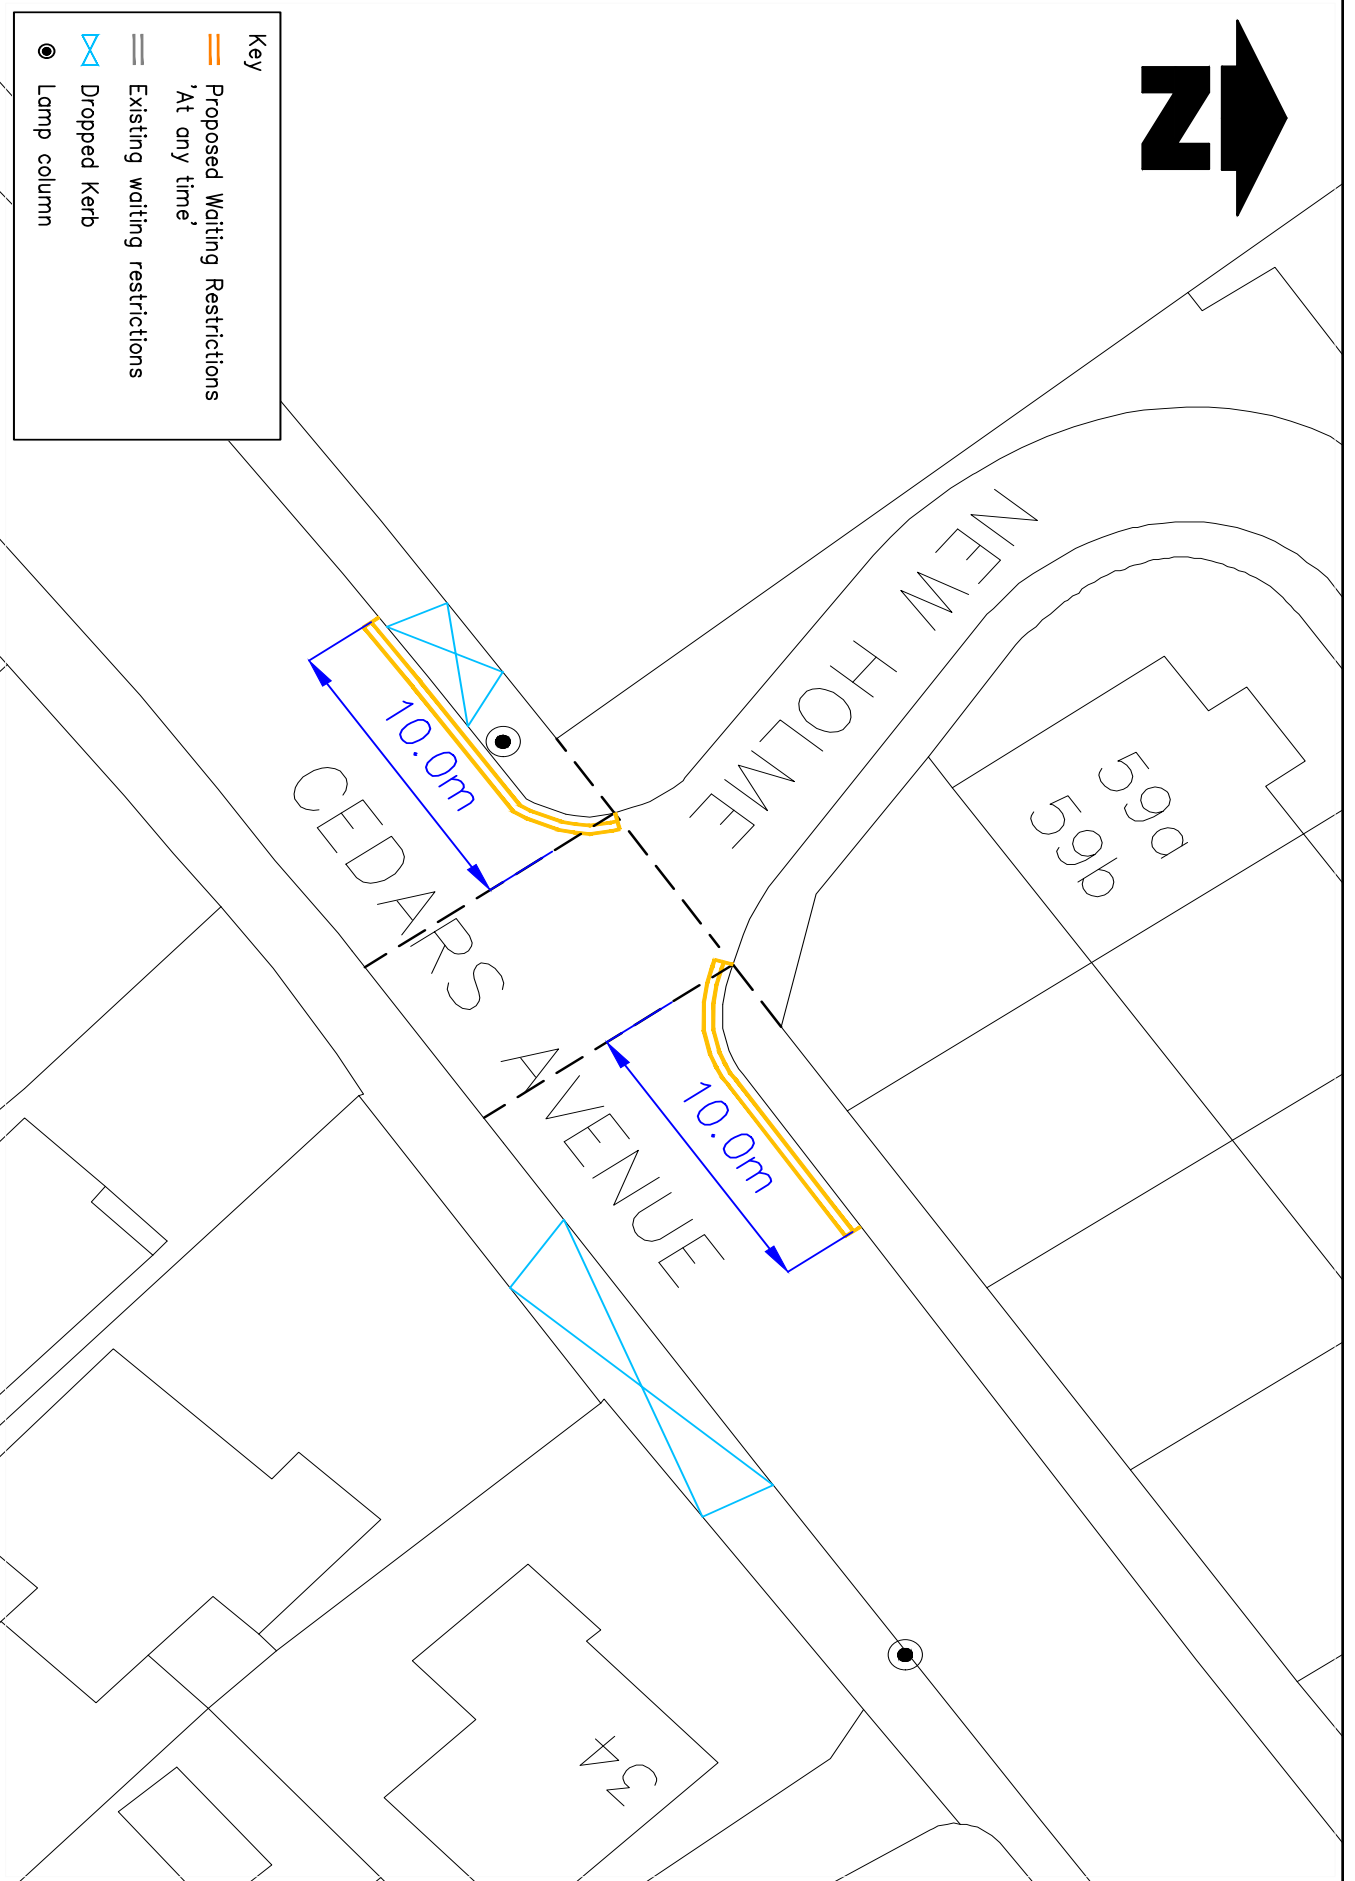 N
Key
Proposed Waiting Restrictions
'At any time'
Existing waiting restrictions
Dropped Kerb
Lamp column
NEW HOLME
59a
59b
10.0m
CEDARS AVENUE
10.0m
34